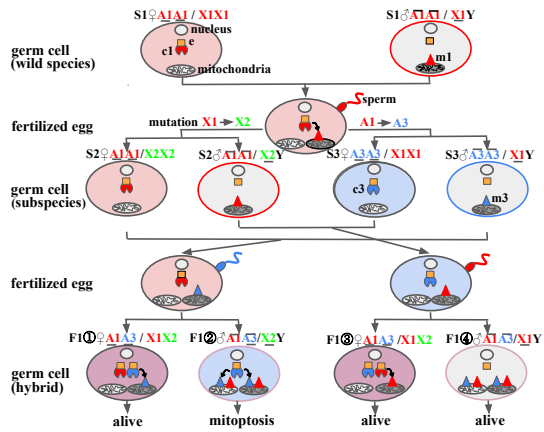 S1♀A1A1 / X1X1
S1♂A1A1 / X1Y
nucleus
e
c1
m1
mitochondria
germ cell
(wild species)
sperm
mutation X1 → X2
A1 → A3
fertilized egg
S2♀A1A1/X2X2
S2♂A1A1/X2Y
S3♀A3A3 / X1X1
S3♂A3A3 / X1Y
c3
m3
germ cell
(subspecies)
fertilized egg
F1①♀A1A3 / X1X2
F1②♂A1A3/X2Y
F1③♀A1A3 / X1X2
F1④♂A1A3/X1Y
germ cell
(hybrid)
alive
mitoptosis
alive
alive